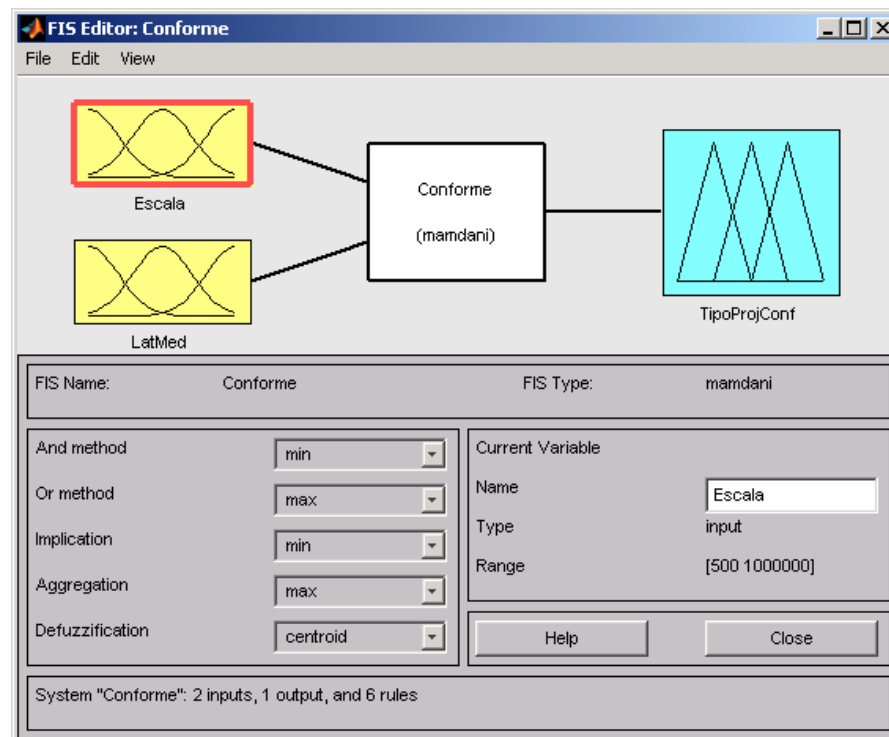 FIS Editor: Conforme
File Edit View
Escala
LatMed
Conforme
(mamdani)
TipoProjConf
FIS Name: Conforme FIS Type: mamdani
And method min
Or method max
Implication min
Aggregation max
Defuzzification centroid
Current Variable
Name Escala
Type input
Range [500 1000000]
Help Close
System "Conforme": 2 inputs, 1 output, and 6 rules